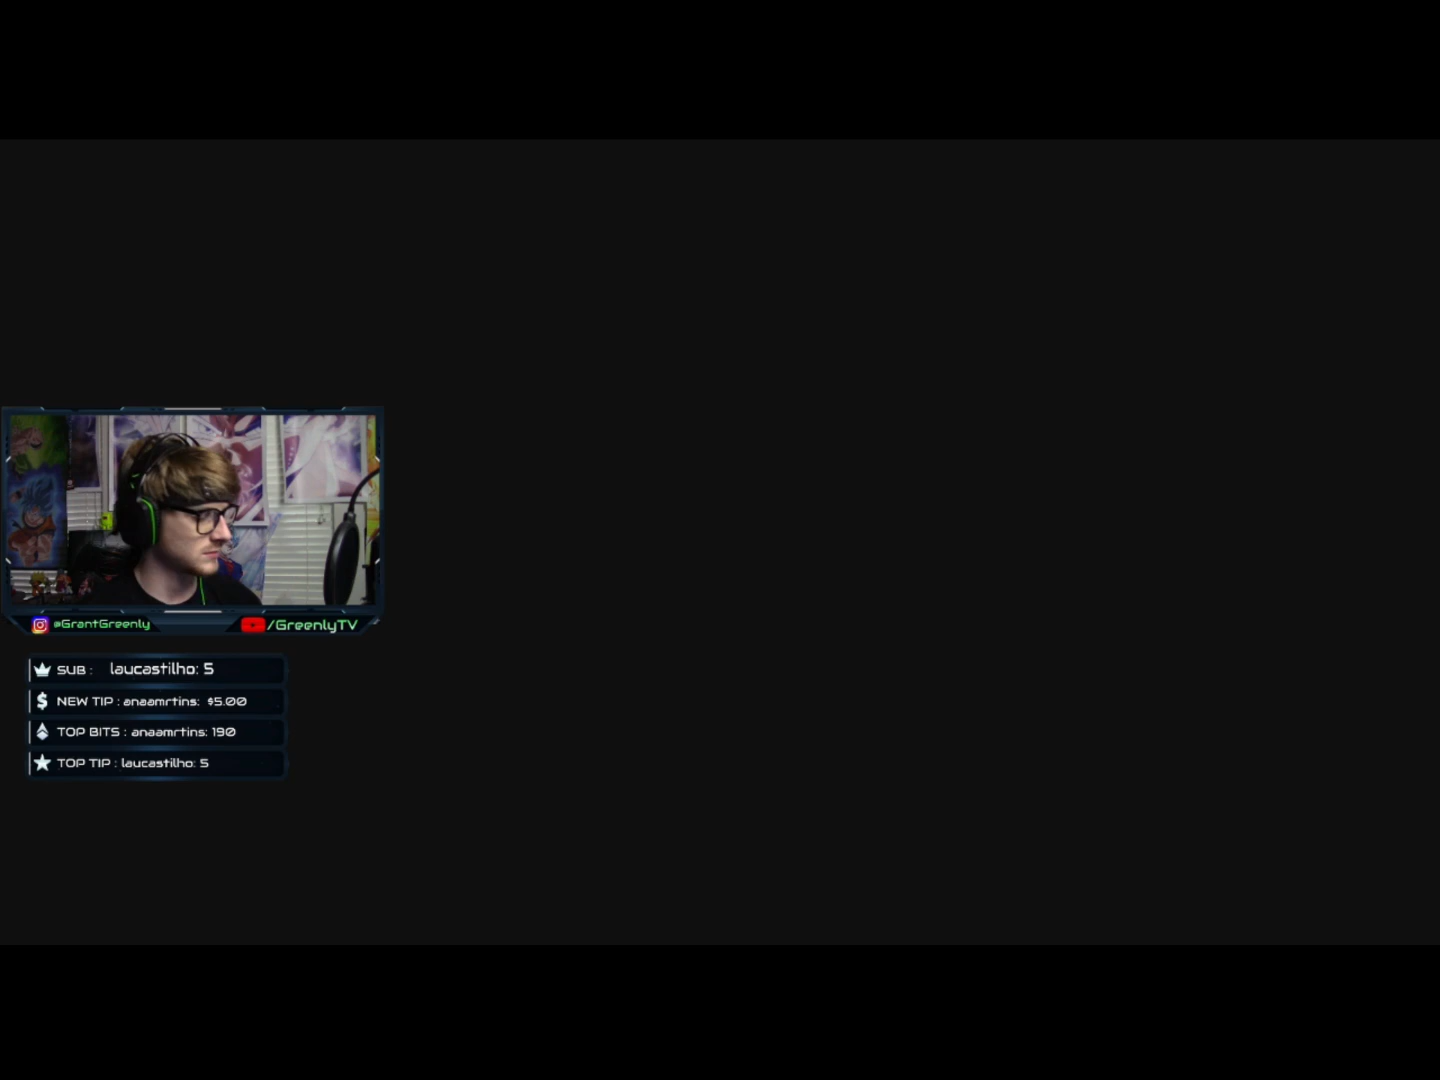 @GrantGreenly
/GreenlyTV
SUB : laucastilho: 5
NEW TIP : anaamrtins: $5.00
TOP BITS : anaamrtins: 190
TOP TIP : laucastilho: 5